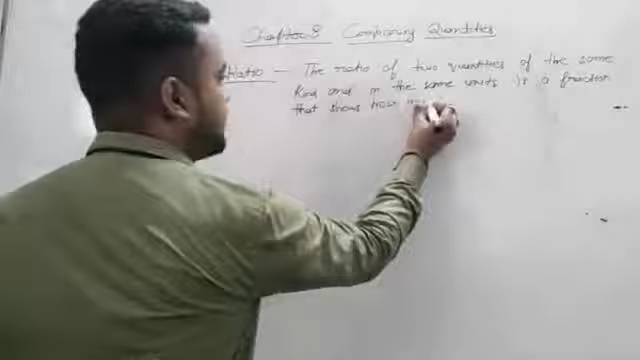 Chapter 8 Comparing Quantities
Ratio - The ratio of two quantities of the same
kind and in the same units is a fraction
that shows how